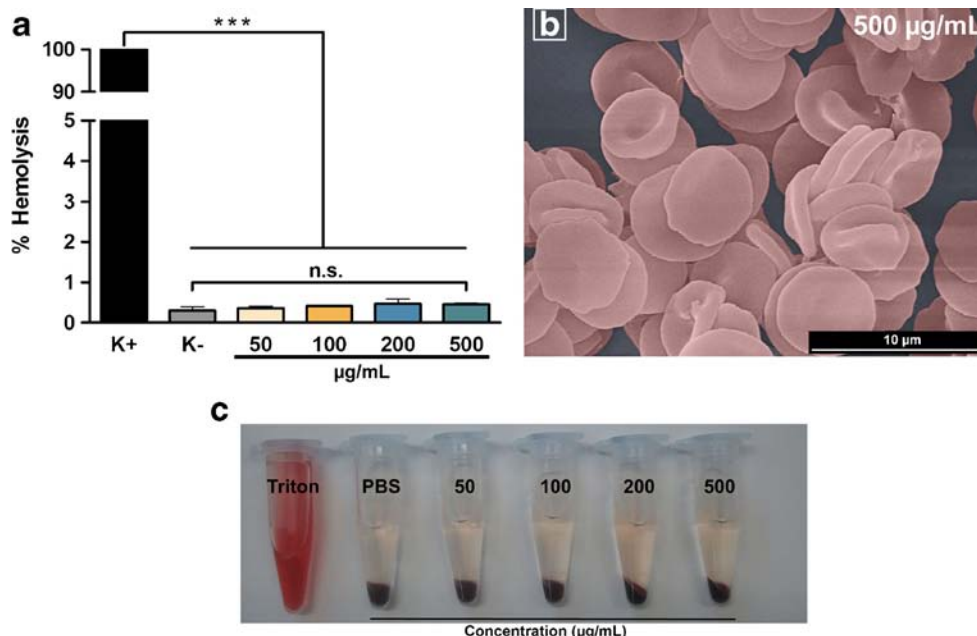 a
***
100
90
5
4
3
2
1
0
% Hemolysis
n.s.
K+ K- 50 100 200 500
µg/mL
b
500 µg/mL
10 µm
c
Triton PBS 50 100 200 500
Concentration (µg/mL)